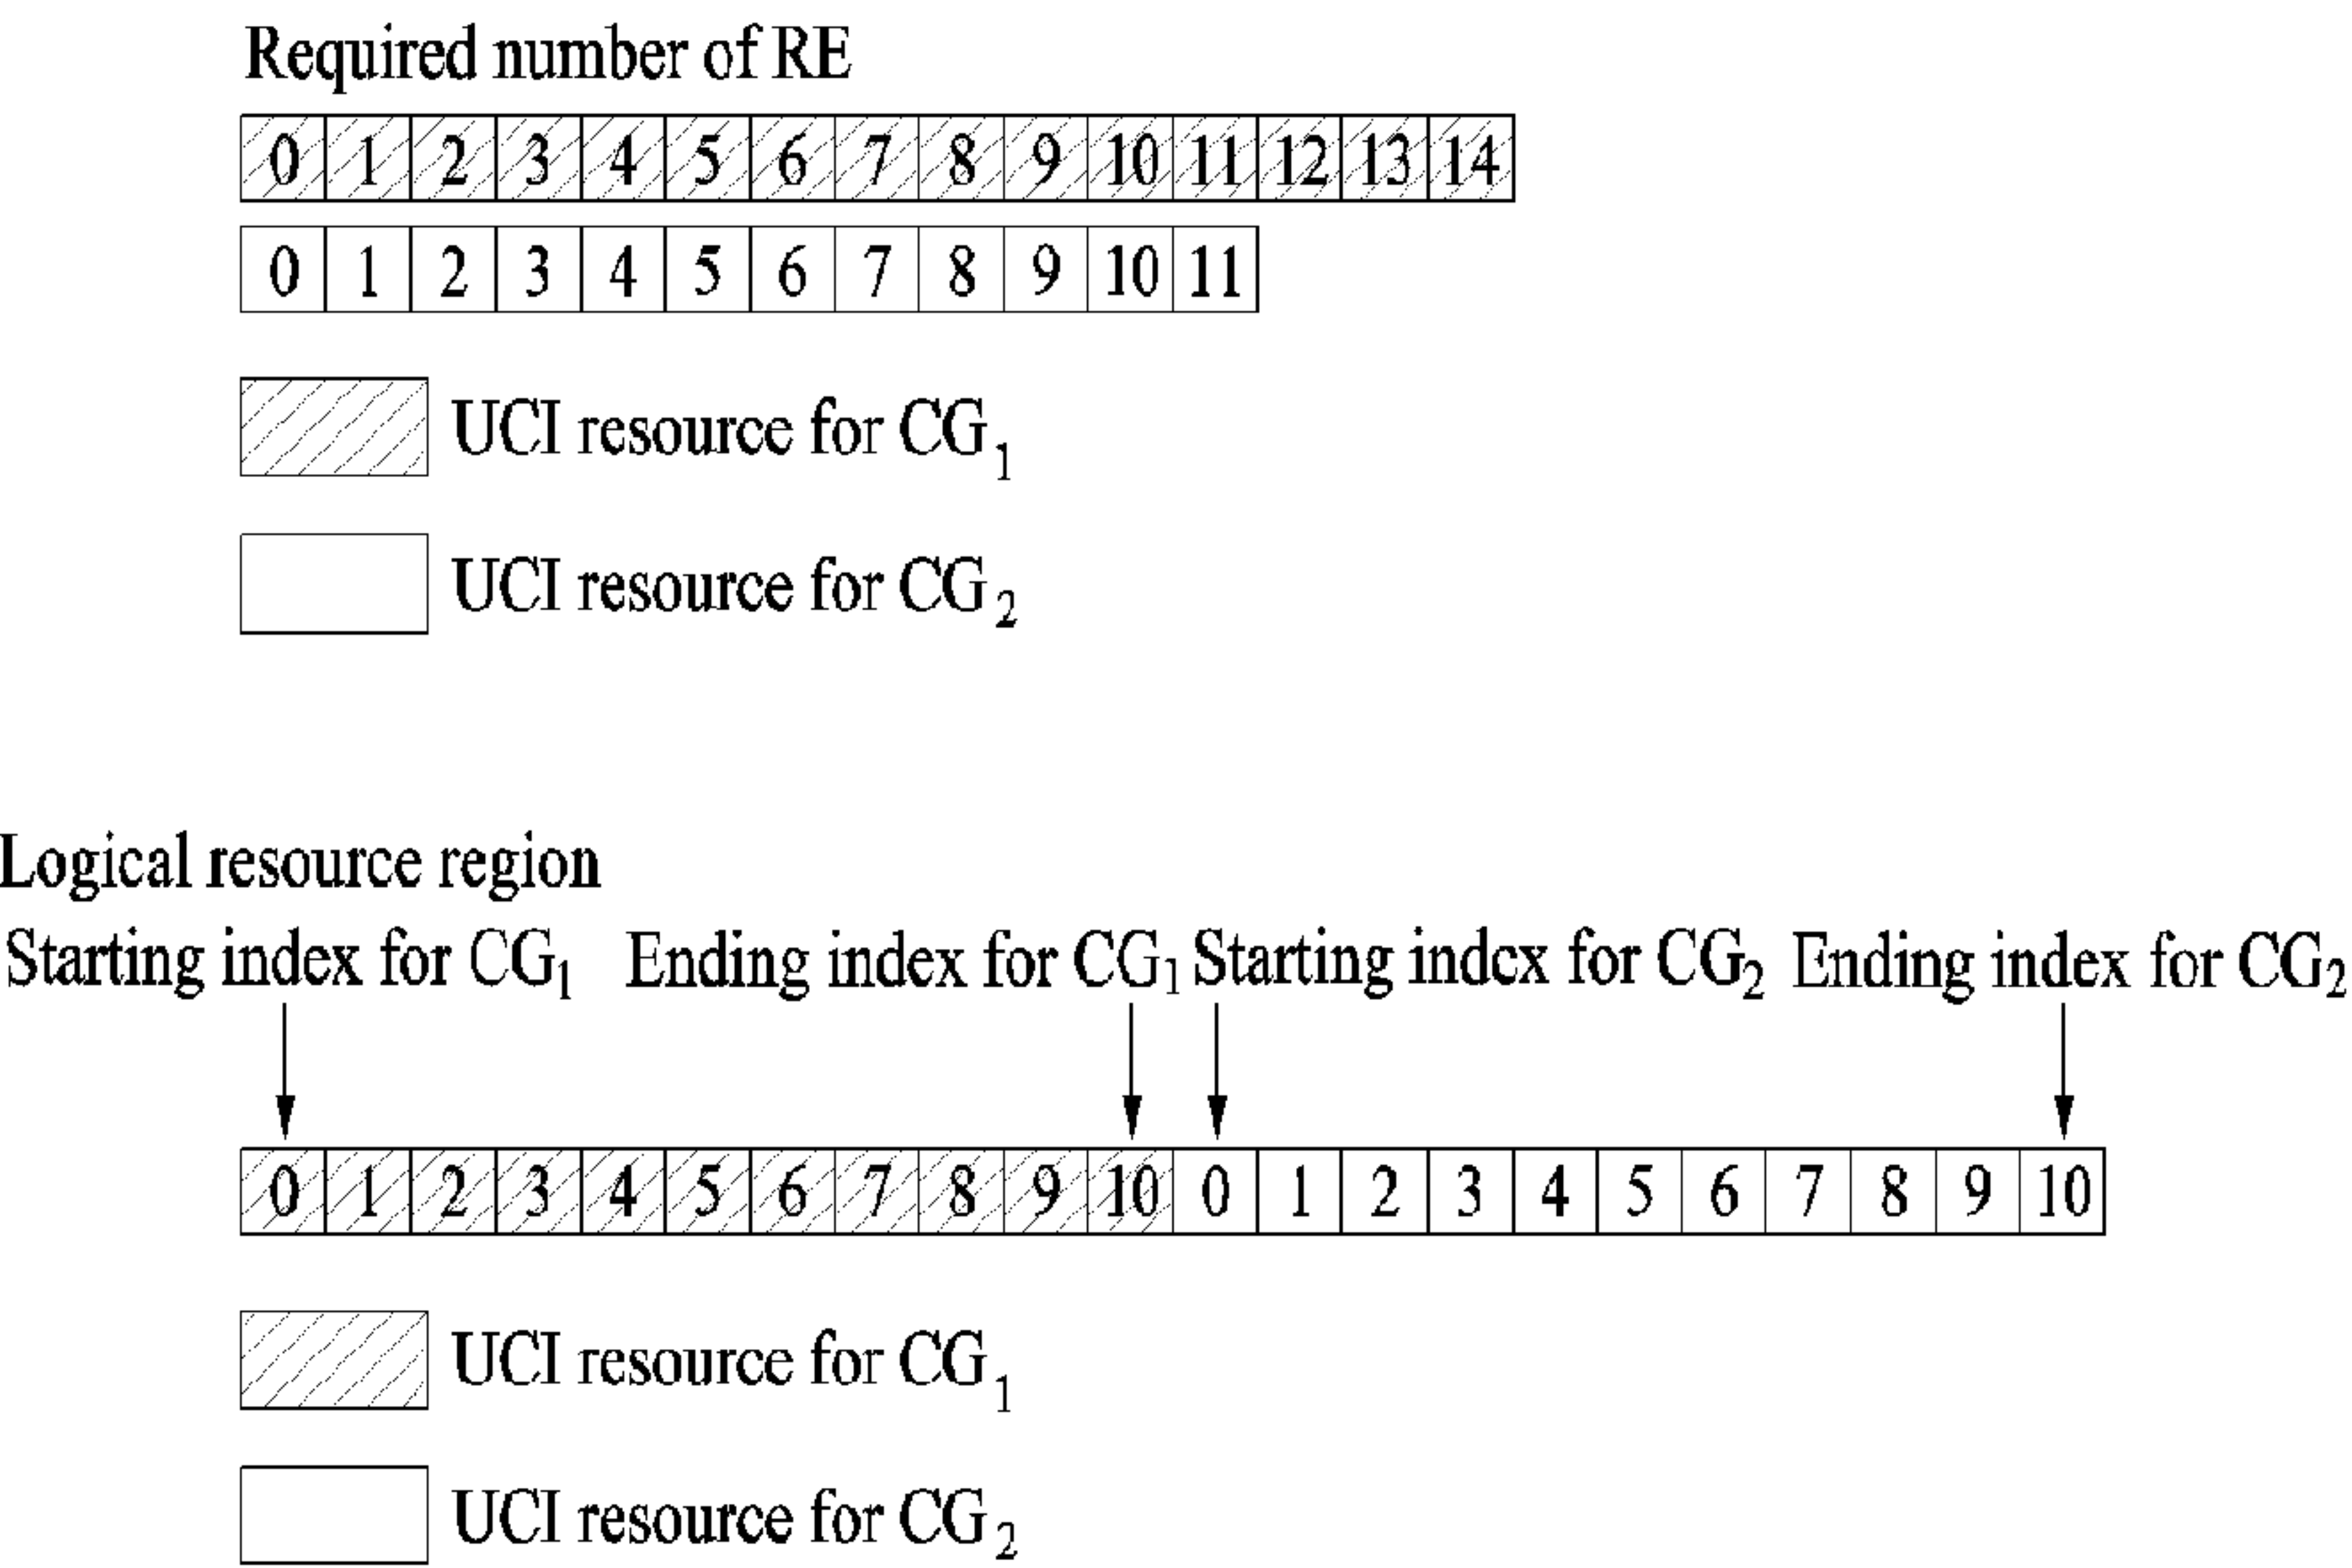 Required number of RE
0 1 2 3 4 5 6 7 8 9 10 11 12 13 14
0 1 2 3 4 5 6 7 8 9 10 11
UCI resource for CG1
UCI resource for CG2
Logical resource region
Starting index for CG1 Ending index for CG1 Starting index for CG2 Ending index for CG2
0 1 2 3 4 5 6 7 8 9 10 0 1 2 3 4 5 6 7 8 9 10
UCI resource for CG1
UCI resource for CG2